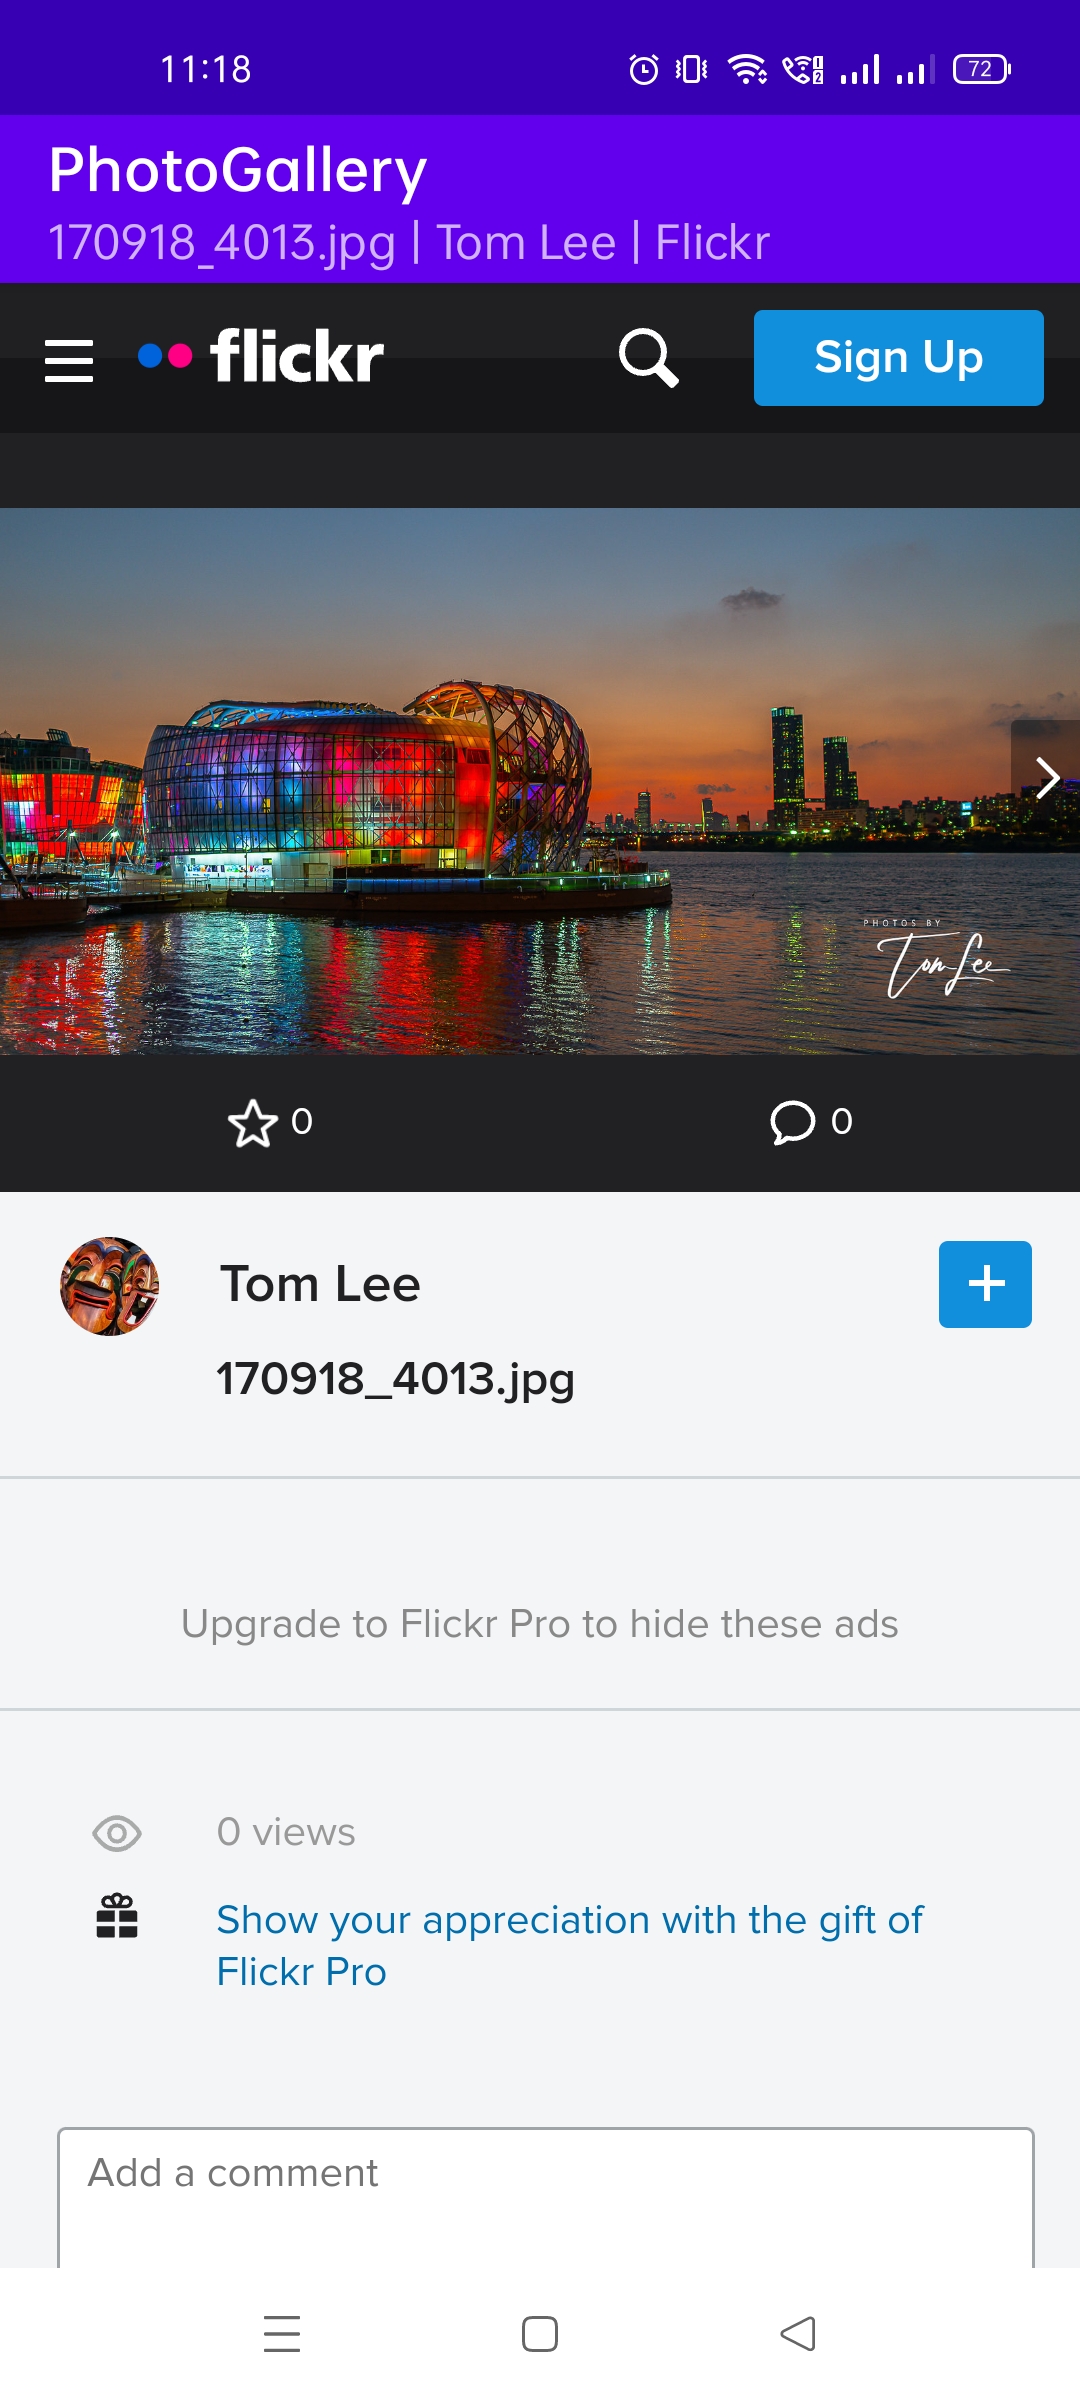 11:18
72
PhotoGallery
170918_4013.jpg | Tom Lee | Flickr
flickr
Sign Up
PHOTOS BY
Tom Lee
0
0
Tom Lee
170918_4013.jpg
Upgrade to Flickr Pro to hide these ads
0 views
Show your appreciation with the gift of
Flickr Pro
Add a comment